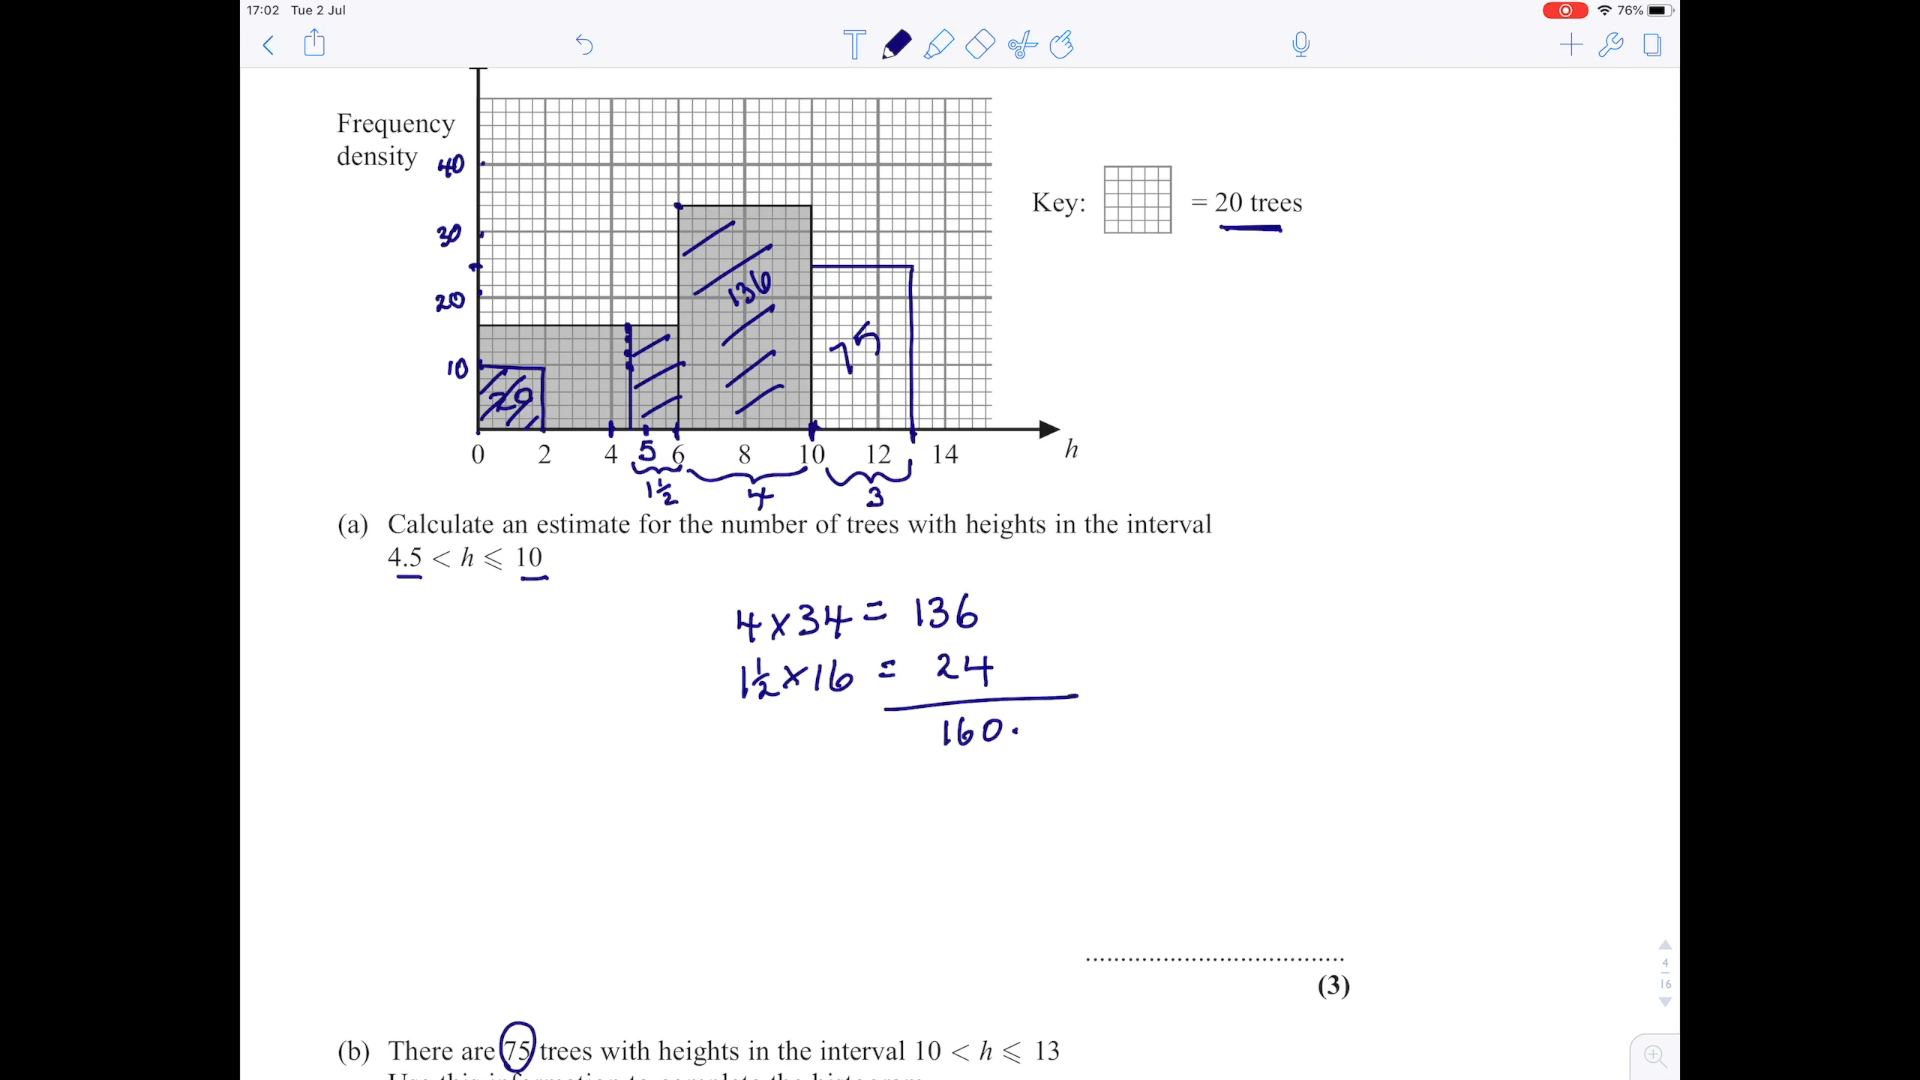 17:02 Tue 2 Jul
76%
T
Frequency
density
40
30
20
10
Key:
= 20 trees
136
75
20
0 2 4 5 6 8 10 12 14 h
1½ 4 3
(a) Calculate an estimate for the number of trees with heights in the interval
4.5 < h ⩽ 10
4 x 34 = 136
1½ x 16 = 24
160.
....................................
(3)
4
16
(b) There are 75 trees with heights in the interval 10 < h ⩽ 13